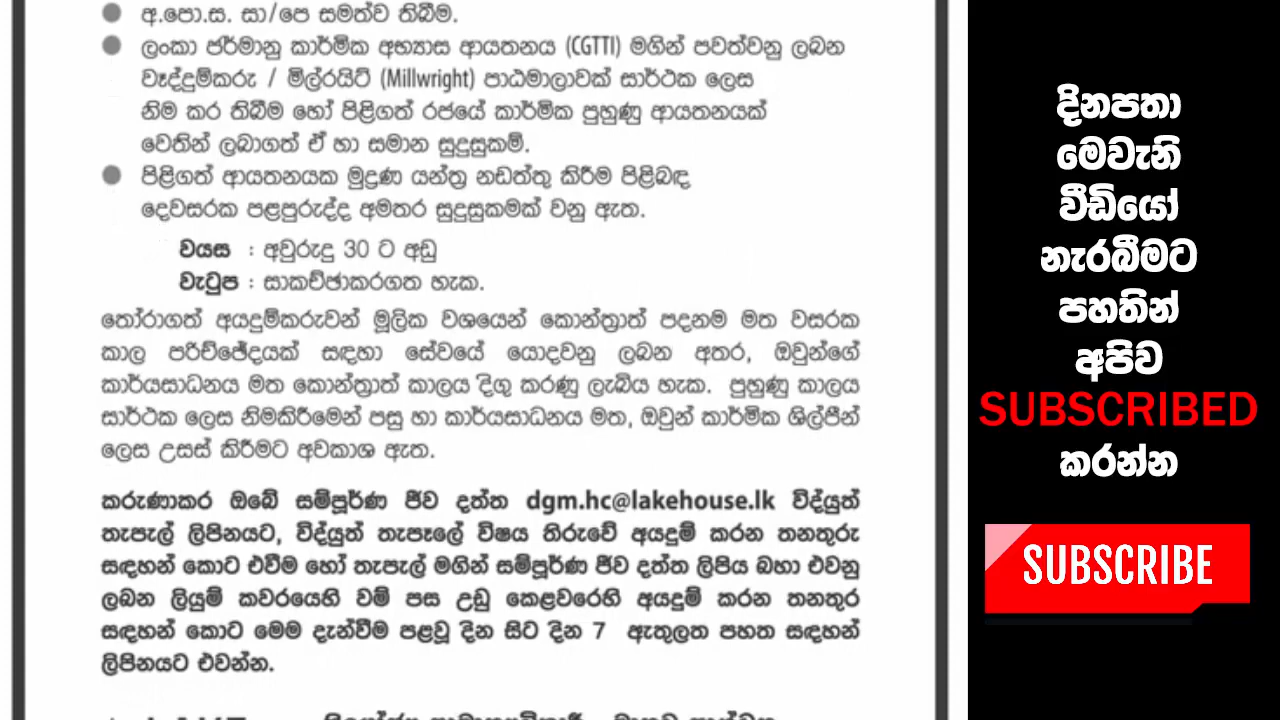 අ.පො.ස. සා/පෙ සමත්ව තිබීම.
ලංකා ජර්මානු කාර්මික අභ්‍යාස ආයතනය (CGTTI) මගින් පවත්වනු ලබන
වෑද්දුම්කරු / මිල්රයිට් (Millwright) පාඨමාලාවක් සාර්ථක ලෙස
නිම කර තිබීම හෝ පිළිගත් රජයේ කාර්මික පුහුණු ආයතනයක්
වෙතින් ලබාගත් ඒ හා සමාන සුදුසුකම්.
පිළිගත් ආයතනයක මුද්‍රණ යන්ත්‍ර නඩත්තු කිරීම පිළිබඳ
දෙවසරක පළපුරුද්ද අමතර සුදුසුකමක් වනු ඇත.
වයස : අවුරුදු 30 ට අඩු
වැටුප : සාකච්ඡාකරගත හැක.
තෝරාගත් අයදුම්කරුවන් මූලික වශයෙන් කොන්ත්‍රාත් පදනම මත වසරක
කාල පරිච්ඡේදයක් සඳහා සේවයේ යොදවනු ලබන අතර, ඔවුන්ගේ
කාර්යසාධනය මත කොන්ත්‍රාත් කාලය දිගු කරණු ලැබිය හැක. පුහුණු කාලය
සාර්ථක ලෙස නිමකිරීමෙන් පසු හා කාර්යසාධනය මත, ඔවුන් කාර්මික ශිල්පීන්
ලෙස උසස් කිරීමට අවකාශ ඇත.
කරුණාකර ඔබේ සම්පූර්ණ ජීව දත්ත dgm.hc@lakehouse.lk විද්යුත්
තැපැල් ලිපිනයට, විද්යුත් තැපෑලේ විෂය තිරුවේ අයදුම් කරන තනතුරු
සඳහන් කොට එවීම හෝ තැපැල් මගින් සම්පූර්ණ ජීව දත්ත ලිපිය බහා එවනු
ලබන ලියුම් කවරයෙහි වම් පස උඩු කෙළවරෙහි අයදුම් කරන තනතුර
සඳහන් කොට මෙම දැන්වීම පළවූ දින සිට දින 7 ඇතුලත පහත සඳහන්
ලිපිනයට එවන්න.
දිනපතා
මෙවැනි
වීඩියෝ
නැරබීමට
පහතින්
අපිව
SUBSCRIBED
කරන්න
SUBSCRIBE